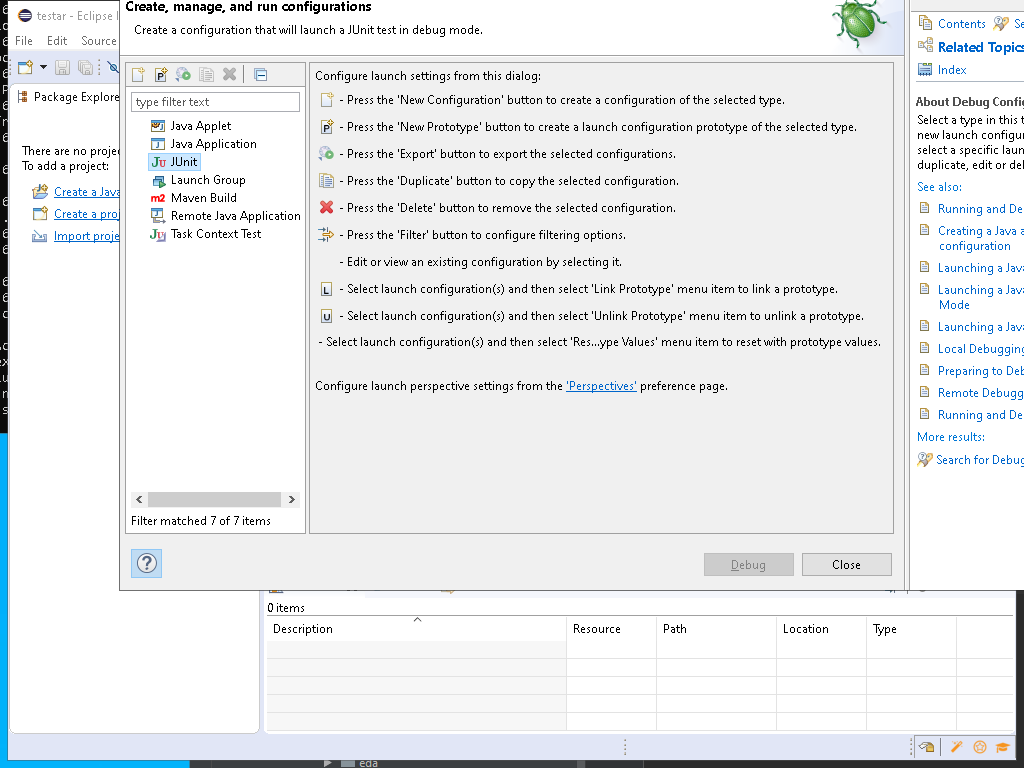 Create, manage, and run configurations
Create a configuration that will launch a JUnit test in debug mode.
testar - Eclipse
File Edit Source
Package Explore
There are no projec
To add a project:
Create a Java
Create a proj
Import proje
type filter text
Java Applet
Java Application
JUnit
Launch Group
Maven Build
Remote Java Application
Task Context Test
Filter matched 7 of 7 items
Configure launch settings from this dialog:
- Press the 'New Configuration' button to create a configuration of the selected type.
- Press the 'New Prototype' button to create a launch configuration prototype of the selected type.
- Press the 'Export' button to export the selected configurations.
- Press the 'Duplicate' button to copy the selected configuration.
- Press the 'Delete' button to remove the selected configuration.
- Press the 'Filter' button to configure filtering options.
- Edit or view an existing configuration by selecting it.
- Select launch configuration(s) and then select 'Link Prototype' menu item to link a prototype.
- Select launch configuration(s) and then select 'Unlink Prototype' menu item to unlink a prototype.
- Select launch configuration(s) and then select 'Res...ype Values' menu item to reset with prototype values.
Configure launch perspective settings from the 'Perspectives' preference page.
Debug Close
Contents Se
Related Topics
Index
About Debug Config
Select a type in this t
new launch configur
select a specific laun
duplicate, edit or del
See also:
Running and De
Creating a Java a
configuration
Launching a Java
Launching a Java
Mode
Launching a Java
Local Debugging
Preparing to Deb
Remote Debugg
Running and De
More results:
Search for Debug
0 items
Description Resource Path Location Type
eda